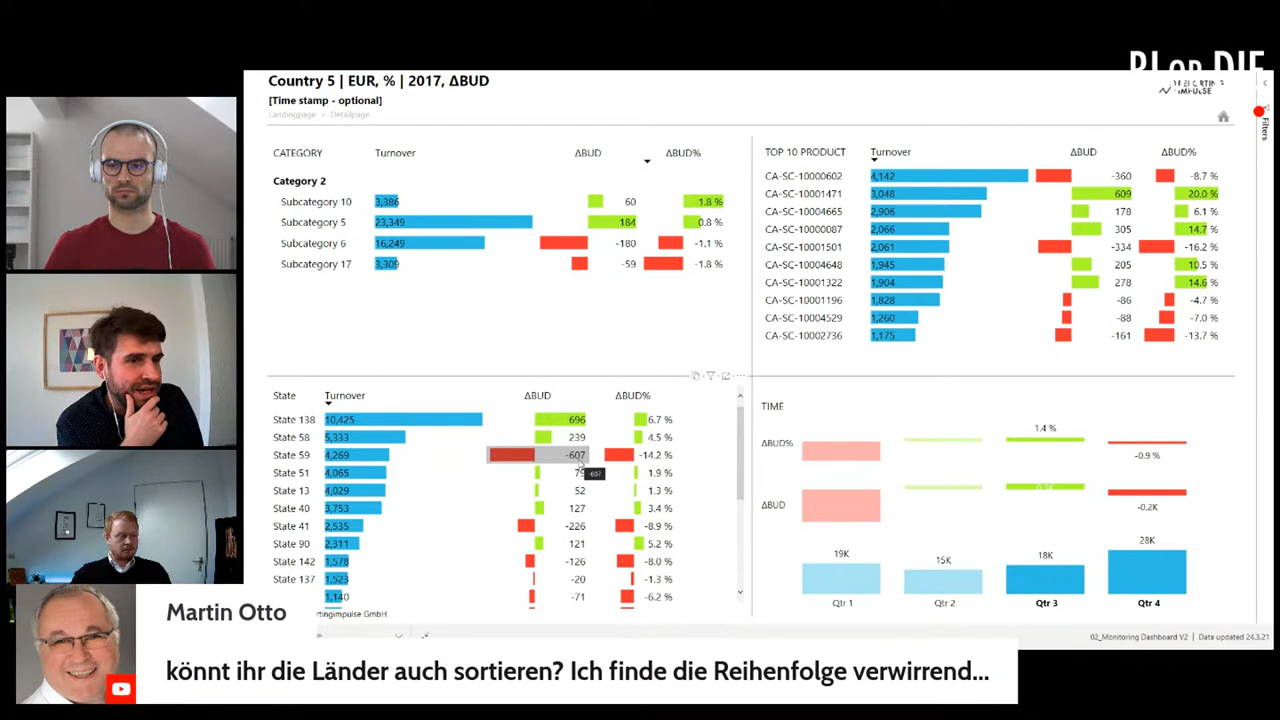 BI or DIE
Country 5 | EUR, % | 2017, ΔBUD
[Time stamp - optional]
Landingpage > Detailpage
Filters
CATEGORY Turnover ΔBUD ΔBUD%
Category 2
Subcategory 10 3,386 60 1.8 %
Subcategory 5 23,349 184 0.8 %
Subcategory 6 16,249 -180 -1.1 %
Subcategory 17 3,309 -59 -1.8 %
TOP 10 PRODUCT Turnover ΔBUD ΔBUD%
CA-SC-10000602 4,142 -360 -8.7 %
CA-SC-10001471 3,048 609 20.0 %
CA-SC-10004665 2,906 178 6.1 %
CA-SC-10000087 2,066 305 14.7 %
CA-SC-10001501 2,061 -334 -16.2 %
CA-SC-10004648 1,945 205 10.5 %
CA-SC-10001322 1,904 278 14.6 %
CA-SC-10001196 1,828 -86 -4.7 %
CA-SC-10004529 1,260 -88 -7.0 %
CA-SC-10002736 1,175 -161 -13.7 %
State Turnover ΔBUD ΔBUD%
State 138 10,425 696 6.7 %
State 58 5,333 239 4.5 %
State 59 4,269 -607 -14.2 %
-607
State 51 4,065 1.9 %
State 13 4,029 52 1.3 %
State 40 3,753 127 3.4 %
State 41 2,535 -226 -8.9 %
State 90 2,311 121 5.2 %
State 142 1,578 -126 -8.0 %
State 137 1,523 -20 -1.3 %
1,140 -71 -6.2 %
rtingimpulse GmbH
TIME
ΔBUD% 1.4 % -0.9 %
ΔBUD -0.2K
19K 15K 18K 28K
Qtr 1 Qtr 2 Qtr 3 Qtr 4
02_Monitoring Dashboard V2 | Data updated 24.3.21
Martin Otto
könnt ihr die Länder auch sortieren? Ich finde die Reihenfolge verwirrend...